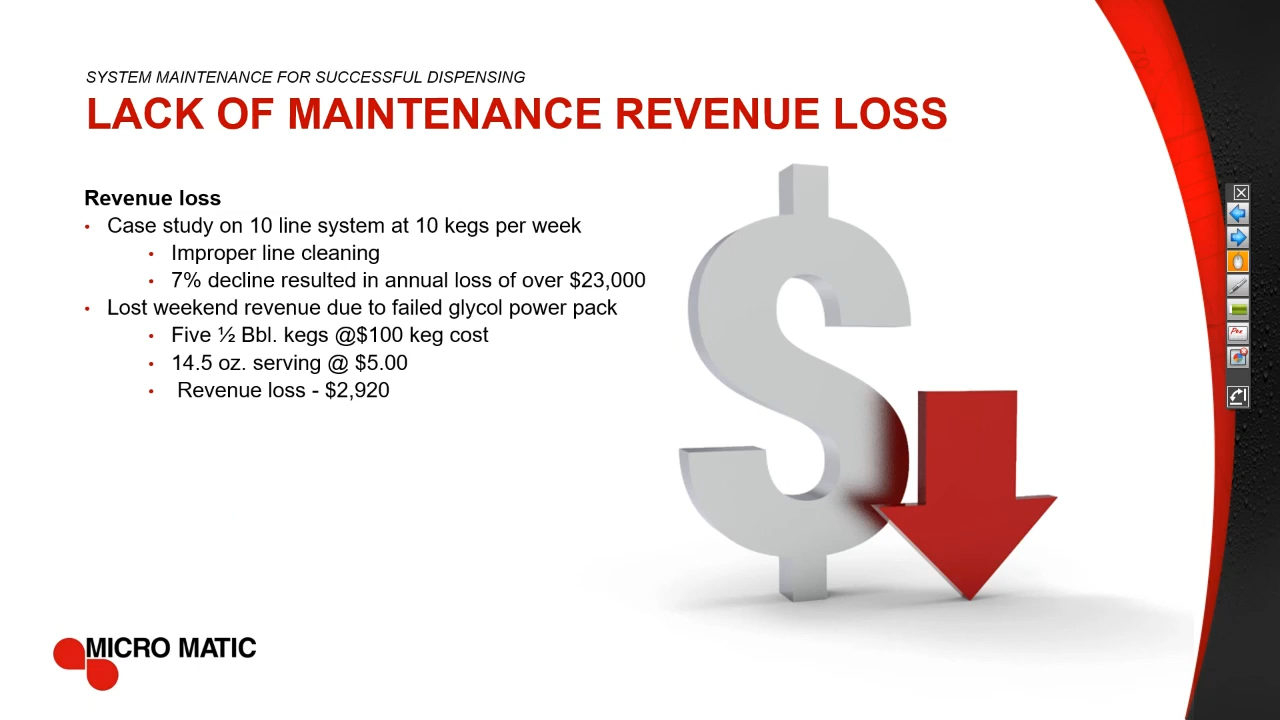 SYSTEM MAINTENANCE FOR SUCCESSFUL DISPENSING
LACK OF MAINTENANCE REVENUE LOSS
Revenue loss
• Case study on 10 line system at 10 kegs per week
• Improper line cleaning
• 7% decline resulted in annual loss of over $23,000
• Lost weekend revenue due to failed glycol power pack
• Five ½ Bbl. kegs @$100 keg cost
• 14.5 oz. serving @ $5.00
• Revenue loss - $2,920
MICRO MATIC